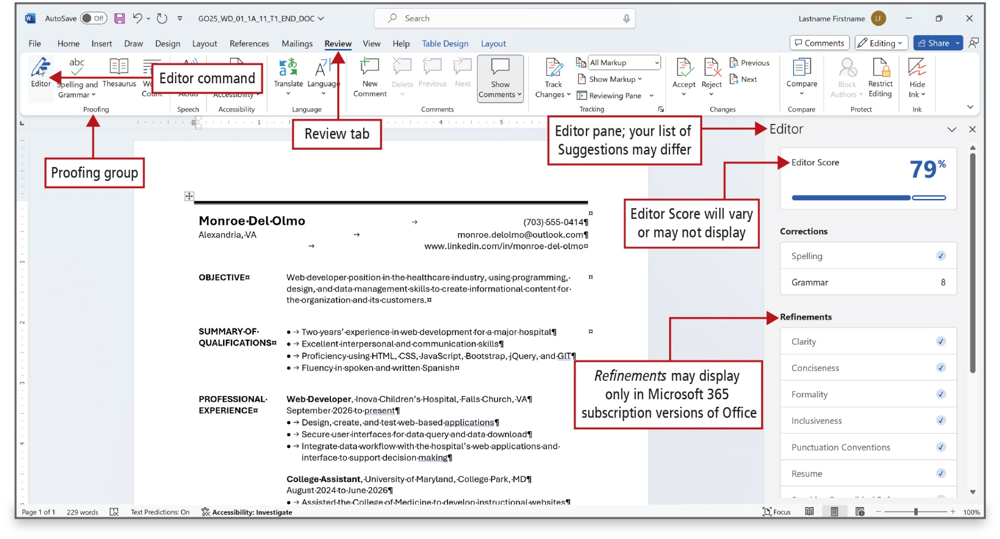 AutoSave Off GO25_WD_01_1A_11_T1_END_DOC Search Lastname Firstname LF
File Home Insert Draw Design Layout References Mailings Review View Help Table Design Layout Comments Editing Share
Editor
abc
Spelling and
Grammar
Thesaurus
Count
Proofing
Aloud
Speech
Accessibility
Accessibility
Translate
Language
Language
New
Comment
Delete
Previous
Next
Show
Comments
Comments
Track
Changes
All Markup
Show Markup
Reviewing Pane
Tracking
Accept
Reject
Previous
Next
Changes
Compare
Compare
Block
Authors
Restrict
Editing
Protect
Hide
Ink
Ink
Editor command
Review tab
Proofing group
Editor pane; your list of
Suggestions may differ
Editor Score will vary
or may not display
Refinements may display
only in Microsoft 365
subscription versions of Office
1 4 5
1
2
3
4
Monroe·Del·Olmo → (703)·555-0414¶
Alexandria,·VA → monroe.delolmo@outlook.com¶
→ www.linkedin.com/in/monroe-del-olmo¤
¤
OBJECTIVE¤
Web·developer·position·in·the·healthcare·industry,·using·programming,·
design,·and·data·management·skills·to·create·informational·content·for·
the·organization·and·its·customers.¤
¤
SUMMARY·OF·
QUALIFICATIONS¤
• → Two·years’·experience·in·web·development·for·a·major·hospital¶
• → Excellent·interpersonal·and·communication·skills¶
• → Proficiency·using·HTML,·CSS,·JavaScript,·Bootstrap,·jQuery,·and·GIT¶
• → Fluency·in·spoken·and·written·Spanish¤
¤
PROFESSIONAL·
EXPERIENCE¤
Web·Developer,·Inova·Children’s·Hospital,·Falls·Church,·VA¶
September·2026·to·present¶
• → Design,·create,·and·test·web-based·applications¶
• → Secure·user·interfaces·for·data·query·and·data·download¶
• → Integrate·data·workflow·with·the·hospital’s·web·applications·and·
interface·to·support·decision·making¶
College·Assistant,·University·of·Maryland,·College·Park,·MD¶
August·2024·to·June·2026¶
• → Assisted·the·College·of·Medicine·to·develop·instructional·websites¶
Editor
Editor Score 79%
Corrections
Spelling
Grammar 8
Refinements
Clarity
Conciseness
Formality
Inclusiveness
Punctuation Conventions
Resume
Page 1 of 1 229 words Text Predictions: On Accessibility: Investigate Focus 100%